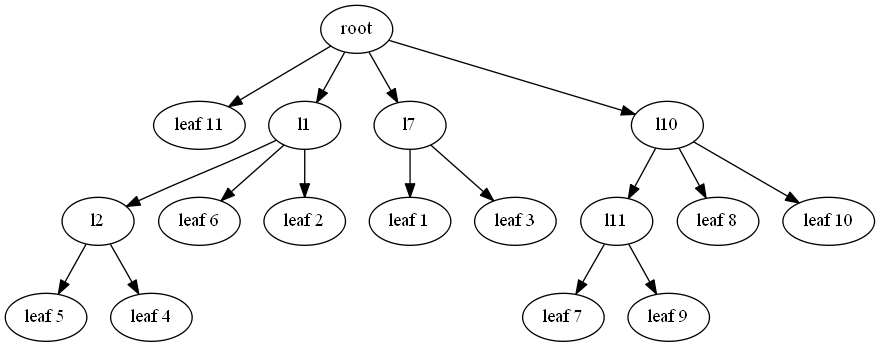 root
leaf 11
l1
l7
l10
l2
leaf 6
leaf 2
leaf 1
leaf 3
l11
leaf 8
leaf 10
leaf 5
leaf 4
leaf 7
leaf 9